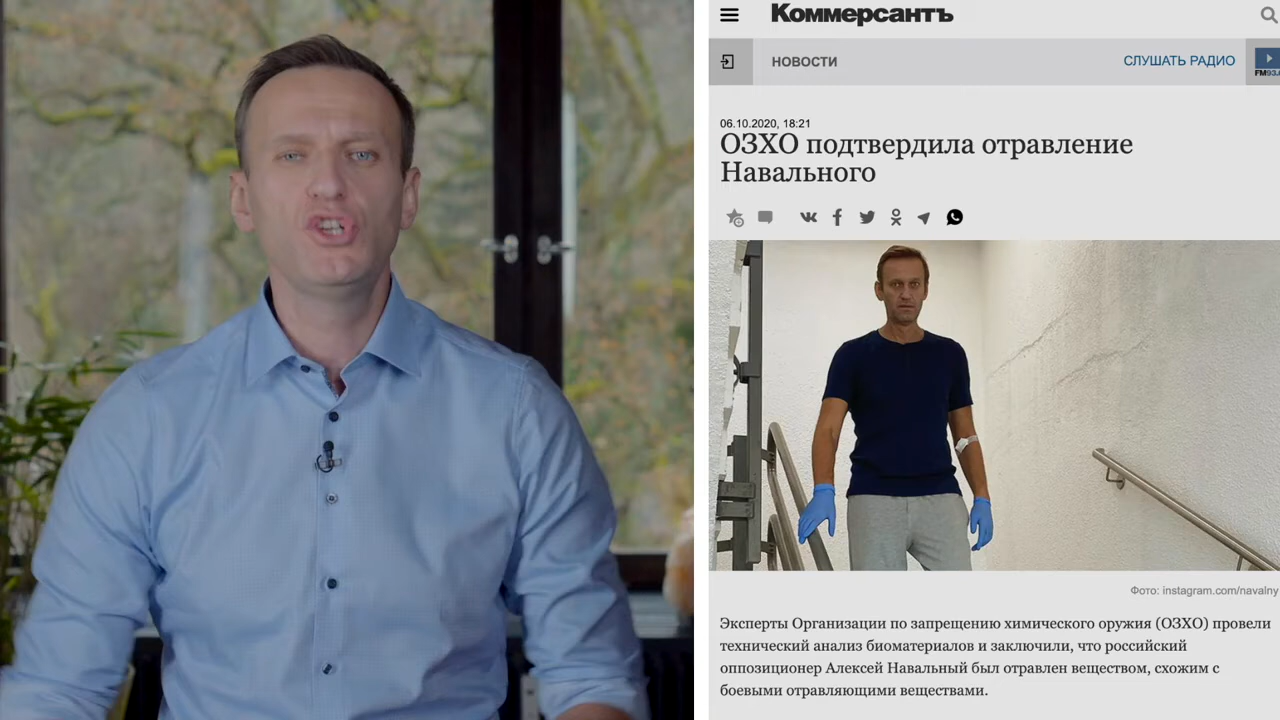 Коммерсантъ
НОВОСТИ
СЛУШАТЬ РАДИО
06.10.2020, 18:21
ОЗХО подтвердила отравление
Навального
Фото: instagram.com/navalny
Эксперты Организации по запрещению химического оружия (ОЗХО) провели
технический анализ биоматериалов и заключили, что российский
оппозиционер Алексей Навальный был отравлен веществом, схожим с
боевыми отравляющими веществами.